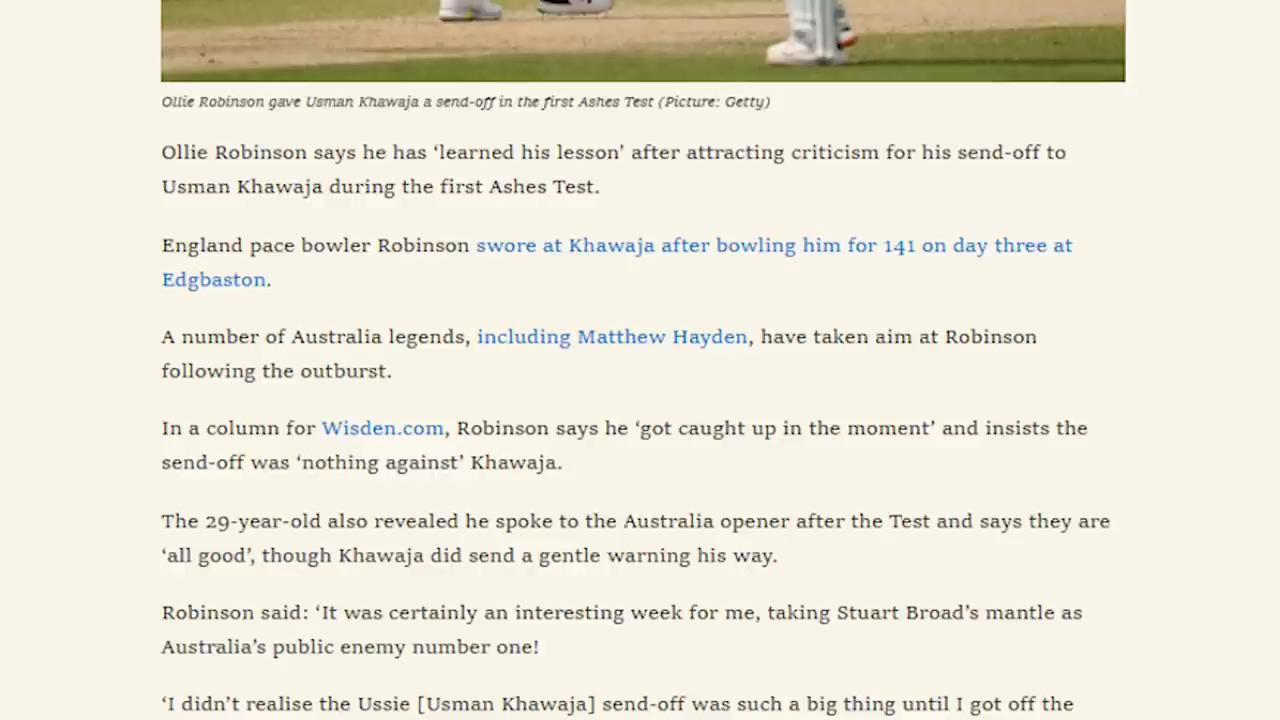 Ollie Robinson gave Usman Khawaja a send-off in the first Ashes Test (Picture: Getty)
Ollie Robinson says he has ‘learned his lesson’ after attracting criticism for his send-off to
Usman Khawaja during the first Ashes Test.
England pace bowler Robinson swore at Khawaja after bowling him for 141 on day three at
Edgbaston.
A number of Australia legends, including Matthew Hayden, have taken aim at Robinson
following the outburst.
In a column for Wisden.com, Robinson says he ‘got caught up in the moment’ and insists the
send-off was ‘nothing against’ Khawaja.
The 29-year-old also revealed he spoke to the Australia opener after the Test and says they are
‘all good’, though Khawaja did send a gentle warning his way.
Robinson said: ‘It was certainly an interesting week for me, taking Stuart Broad’s mantle as
Australia’s public enemy number one!
‘I didn’t realise the Ussie [Usman Khawaja] send-off was such a big thing until I got off the